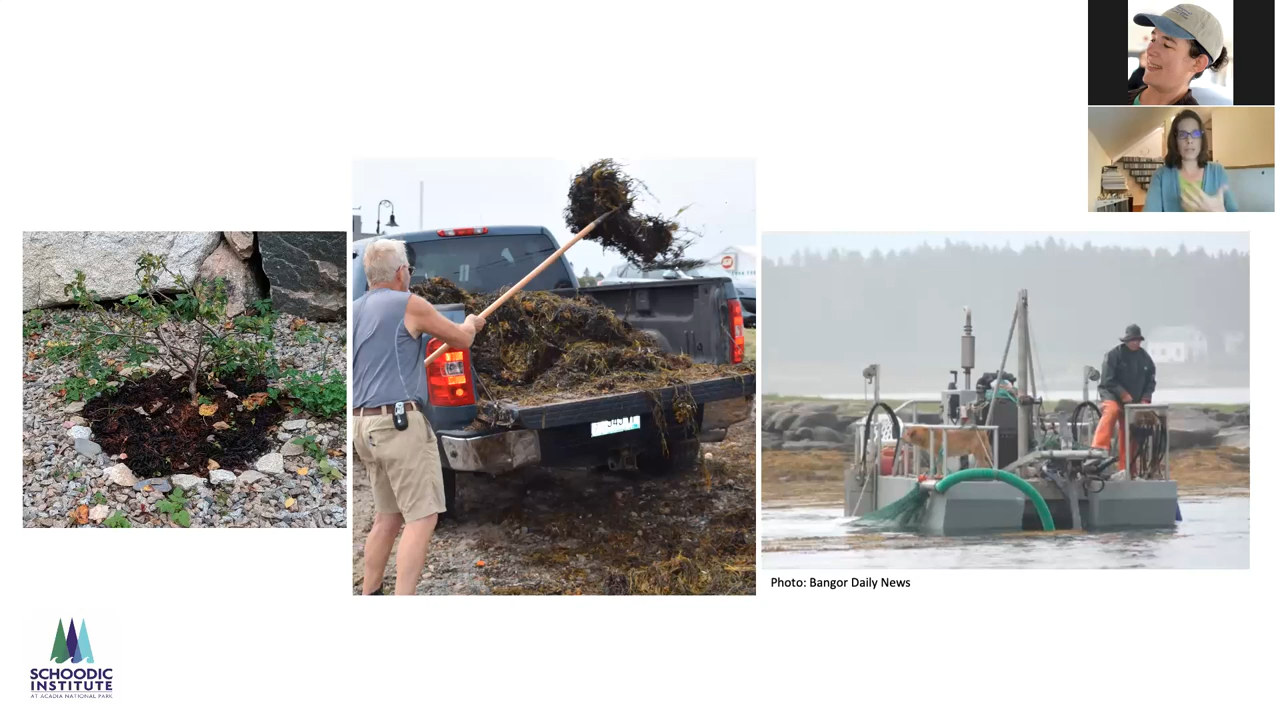 Photo: Bangor Daily News
SCHOODIC
INSTITUTE
AT ACADIA NATIONAL PARK